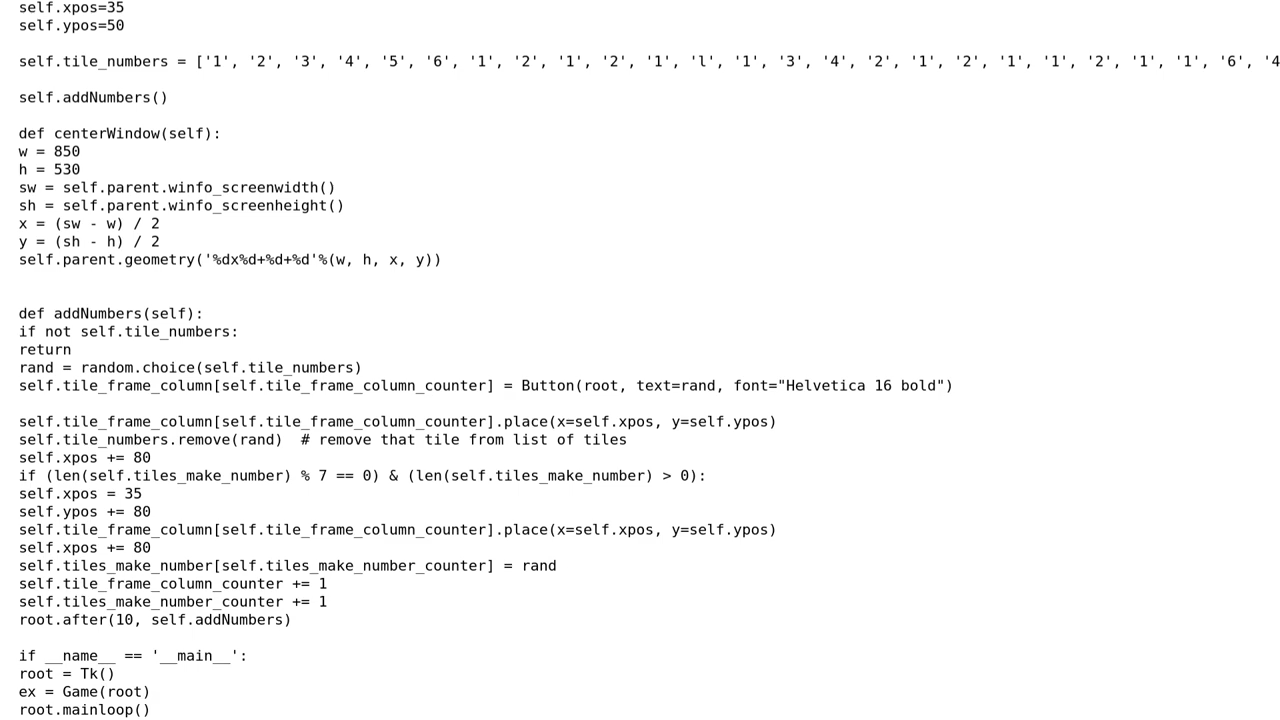 self.xpos=35
self.ypos=50
self.tile_numbers = ['1', '2', '3', '4', '5', '6', '1', '2', '1', '2', '1', 'l', '1', '3', '4', '2', '1', '2', '1', '1', '2', '1', '1', '6', '4
self.addNumbers()
def centerWindow(self):
w = 850
h = 530
sw = self.parent.winfo_screenwidth()
sh = self.parent.winfo_screenheight()
x = (sw - w) / 2
y = (sh - h) / 2
self.parent.geometry('%dx%d+%d+%d'%(w, h, x, y))
def addNumbers(self):
if not self.tile_numbers:
return
rand = random.choice(self.tile_numbers)
self.tile_frame_column[self.tile_frame_column_counter] = Button(root, text=rand, font="Helvetica 16 bold")
self.tile_frame_column[self.tile_frame_column_counter].place(x=self.xpos, y=self.ypos)
self.tile_numbers.remove(rand)  # remove that tile from list of tiles
self.xpos += 80
if (len(self.tiles_make_number) % 7 == 0) & (len(self.tiles_make_number) > 0):
self.xpos = 35
self.ypos += 80
self.tile_frame_column[self.tile_frame_column_counter].place(x=self.xpos, y=self.ypos)
self.xpos += 80
self.tiles_make_number[self.tiles_make_number_counter] = rand
self.tile_frame_column_counter += 1
self.tiles_make_number_counter += 1
root.after(10, self.addNumbers)
if __name__ == '__main__':
root = Tk()
ex = Game(root)
root.mainloop()